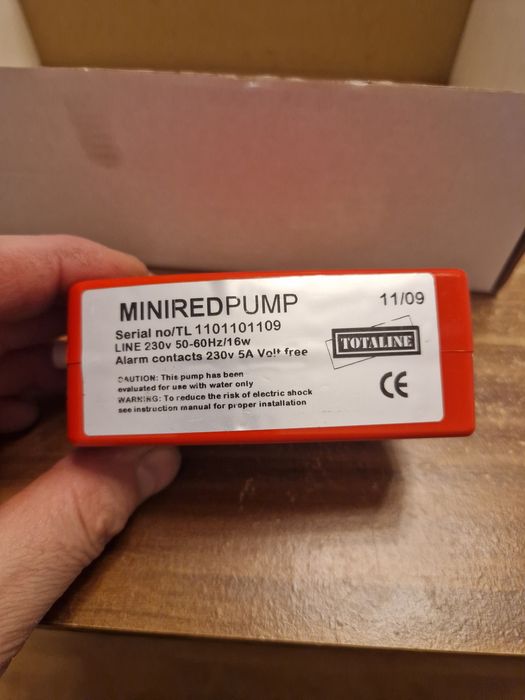 MINIREDPUMP 11/09
Serial no/TL 1101101109
LINE 230v 50-60Hz/16w
Alarm contacts 230v 5A Volt free
TOTALINE
CAUTION: This pump has been
evaluated for use with water only
WARNING: To reduce the risk of electric shock
see instruction manual for proper installation
CE